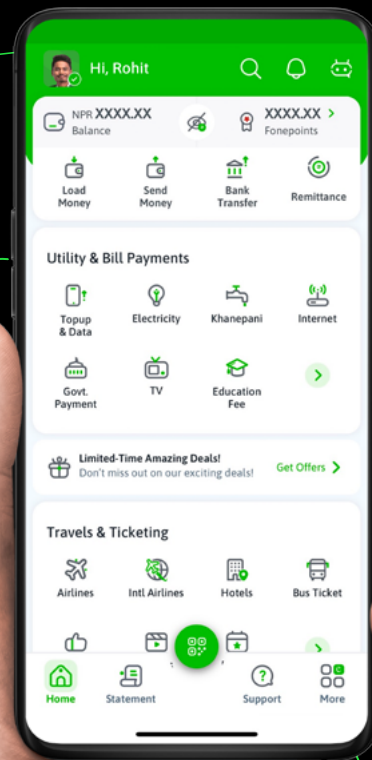 Hi, Rohit
NPR XXXX.XX
Balance
XXXX.XX >
Fonepoints
Load
Money
Send
Money
Bank
Transfer
Remittance
Utility & Bill Payments
Topup
& Data
Electricity
Khanepani
Internet
Govt.
Payment
TV
Education
Fee
Limited-Time Amazing Deals!
Don't miss out on our exciting deals!
Get Offers >
Travels & Ticketing
Airlines
Intl Airlines
Hotels
Bus Ticket
Home
Statement
Support
More